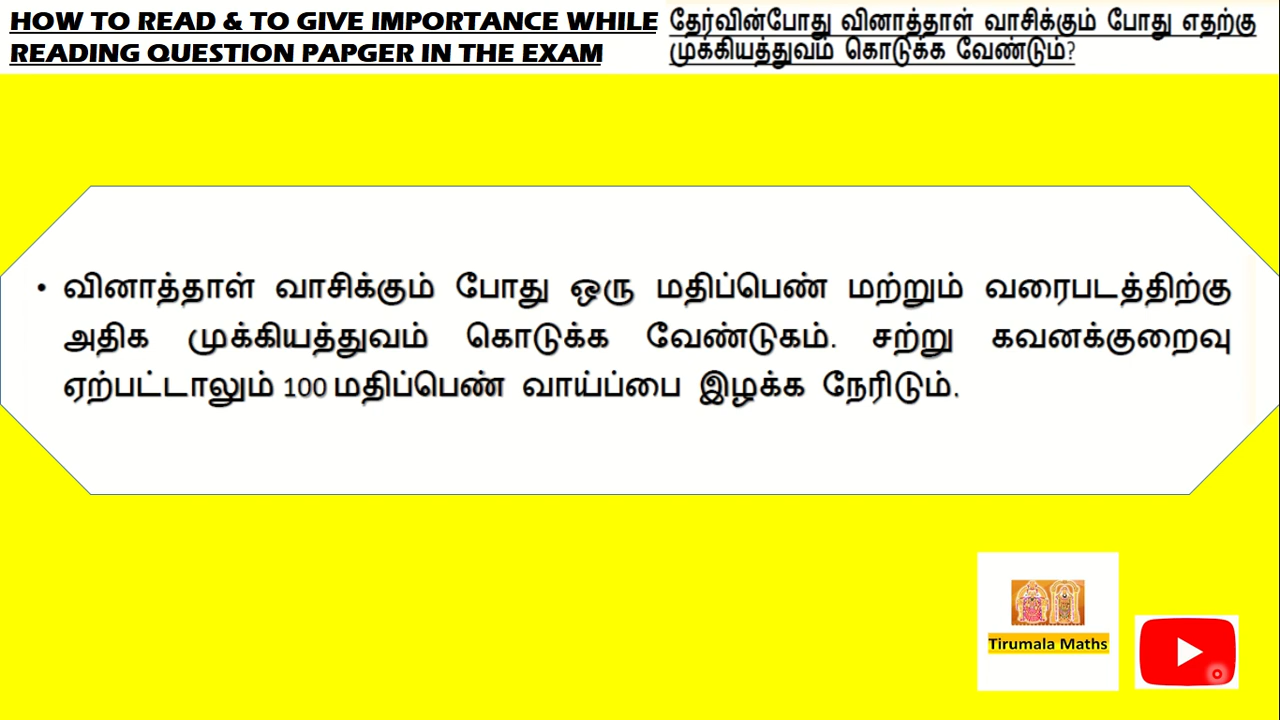 HOW TO READ & TO GIVE IMPORTANCE WHILE
READING QUESTION PAPGER IN THE EXAM
தேர்வின்போது வினாத்தாள் வாசிக்கும் போது எதற்கு
முக்கியத்துவம் கொடுக்க வேண்டும்?
• வினாத்தாள் வாசிக்கும் போது ஒரு மதிப்பெண் மற்றும் வரைபடத்திற்கு
அதிக முக்கியத்துவம் கொடுக்க வேண்டுகம். சற்று கவனக்குறைவு
ஏற்பட்டாலும் 100 மதிப்பெண் வாய்ப்பை இழக்க நேரிடும்.
Tirumala Maths